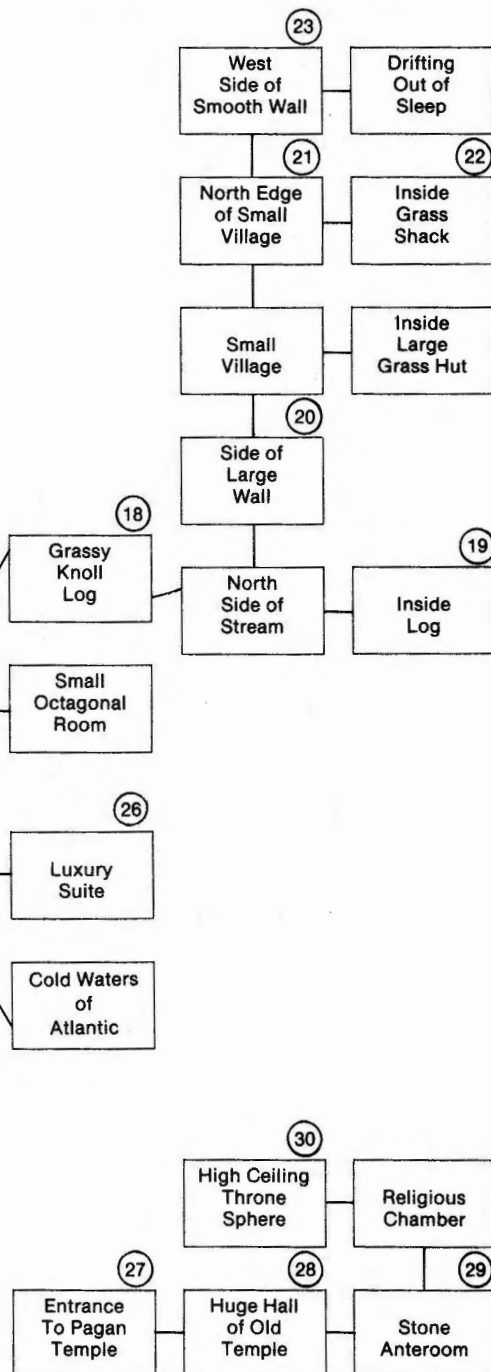 23
West
Side of
Smooth Wall
Drifting
Out of
Sleep
21
North Edge
of Small
Village
22
Inside
Grass
Shack
Small
Village
Inside
Large
Grass Hut
20
Side of
Large
Wall
18
Grassy
Knoll
Log
North
Side of
Stream
19
Inside
Log
Small
Octagonal
Room
26
Luxury
Suite
Cold Waters
of
Atlantic
30
High Ceiling
Throne
Sphere
Religious
Chamber
27
Entrance
To Pagan
Temple
28
Huge Hall
of Old
Temple
29
Stone
Anteroom